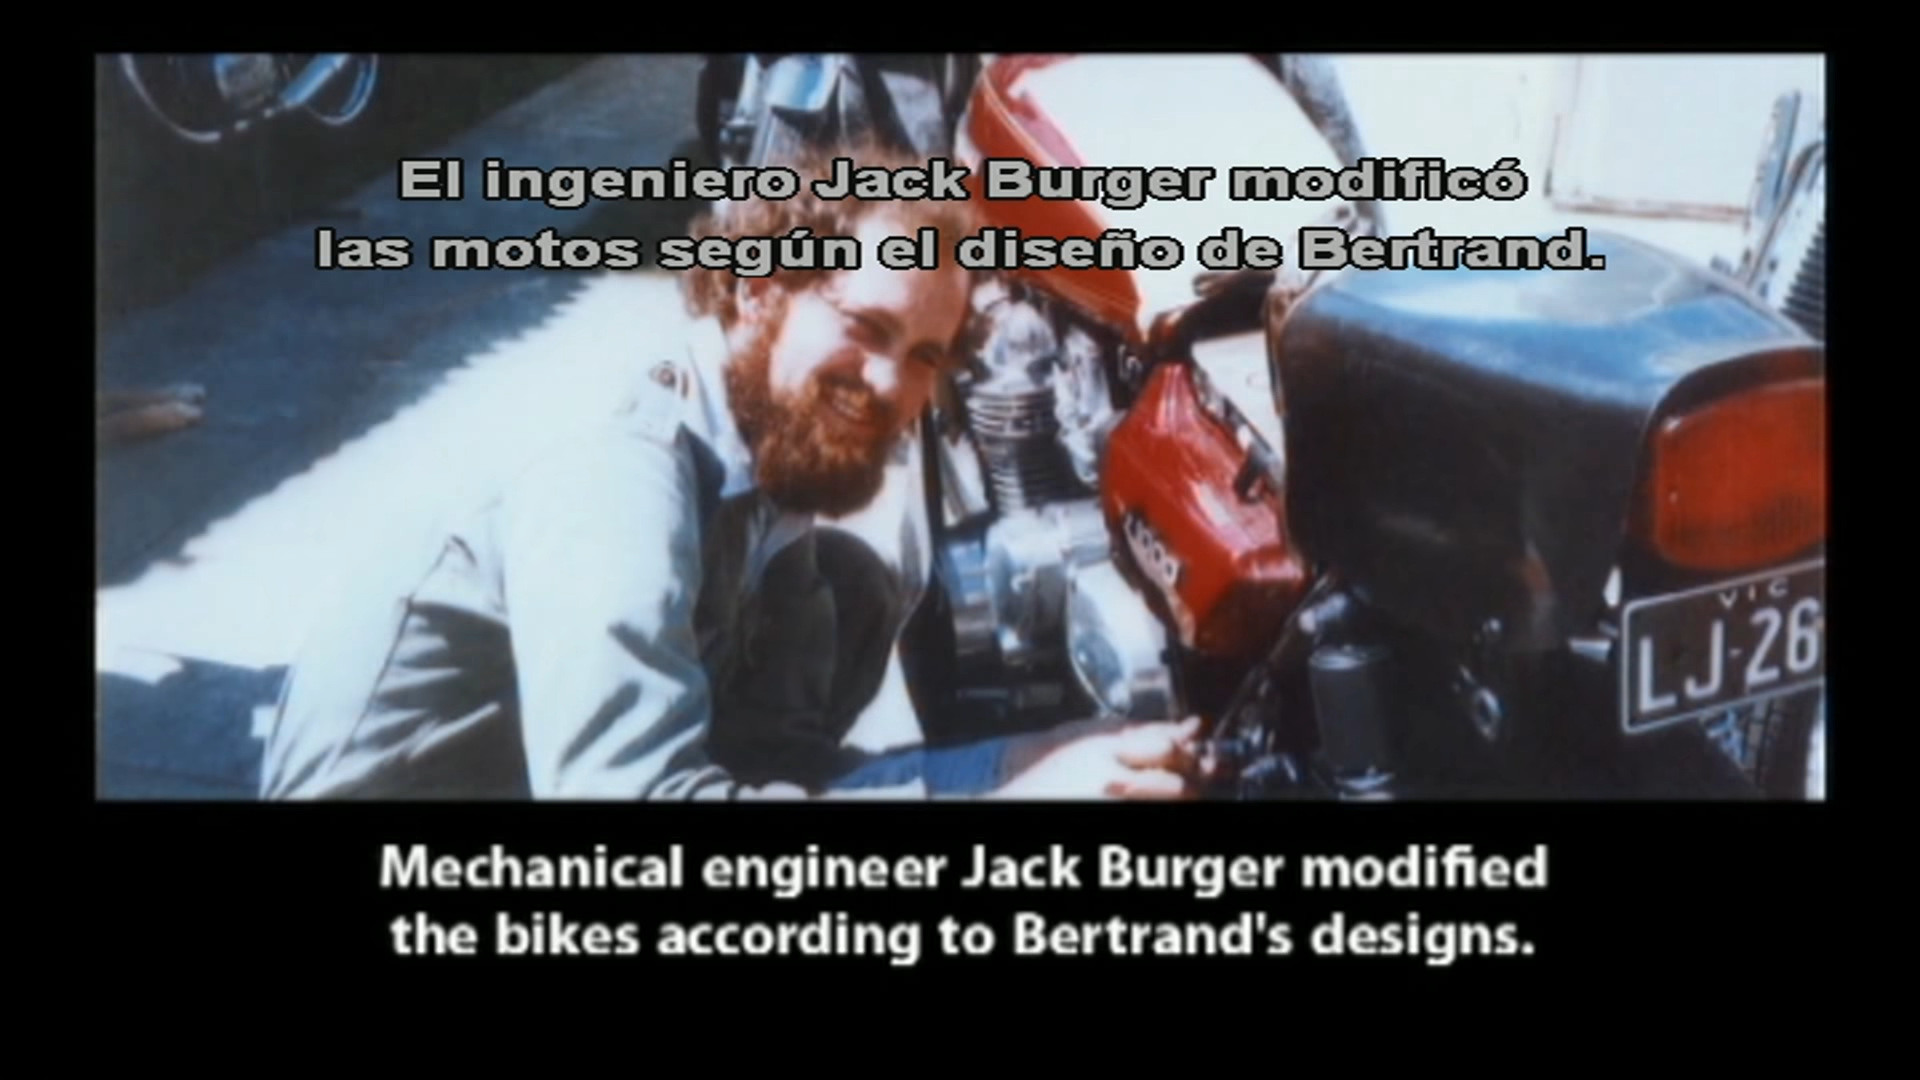 El ingeniero Jack Burger modificó
las motos según el diseño de Bertrand.
VIC
LJ·26
Mechanical engineer Jack Burger modified
the bikes according to Bertrand's designs.